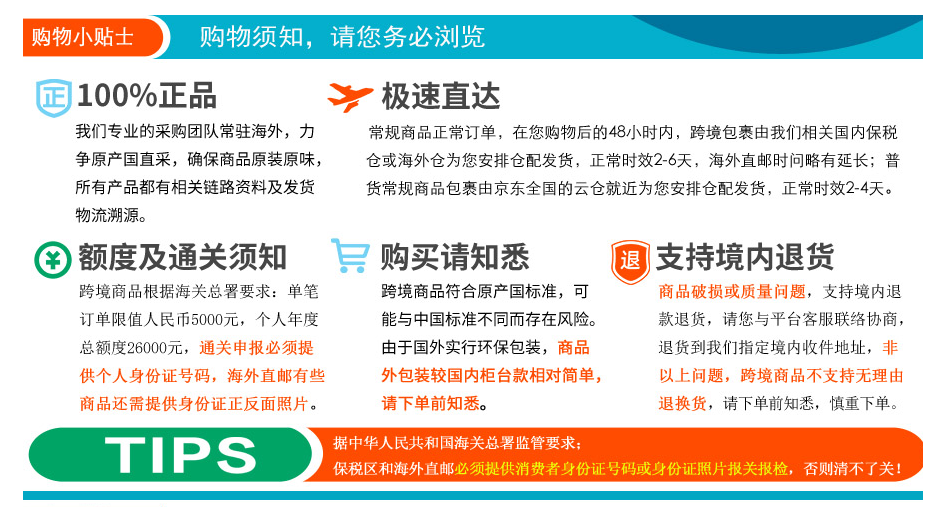 购物小贴士
购物须知，请您务必浏览
正
100%正品
我们专业的采购团队常驻海外，力
争原产国直采，确保商品原装原味，
所有产品都有相关链路资料及发货
物流溯源。
极速直达
常规商品正常订单，在您购物后的48小时内，跨境包裹由我们相关国内保税
仓或海外仓为您安排仓配发货，正常时效2-6天，海外直邮时间略有延长；普
货常规商品包裹由京东全国的云仓就近为您安排仓配发货，正常时效2-4天。
¥
额度及通关须知
跨境商品根据海关总署要求：单笔
订单限值人民币5000元，个人年度
总额度26000元，通关申报必须提
供个人身份证号码，海外直邮有些
商品还需提供身份证正反面照片。
购买请知悉
跨境商品符合原产国标准，可
能与中国标准不同而存在风险。
由于国外实行环保包装，商品
外包装较国内柜台款相对简单，
请下单前知悉。
退
支持境内退货
商品破损或质量问题，支持境内退
款退货，请您与平台客服联络协商，
退货到我们指定境内收件地址，非
以上问题，跨境商品不支持无理由
退换货，请下单前知悉，慎重下单。
TIPS
据中华人民共和国海关总署监管要求；
保税区和海外直邮必须提供消费者身份证号码或身份证照片报关报检，否则清不了关！